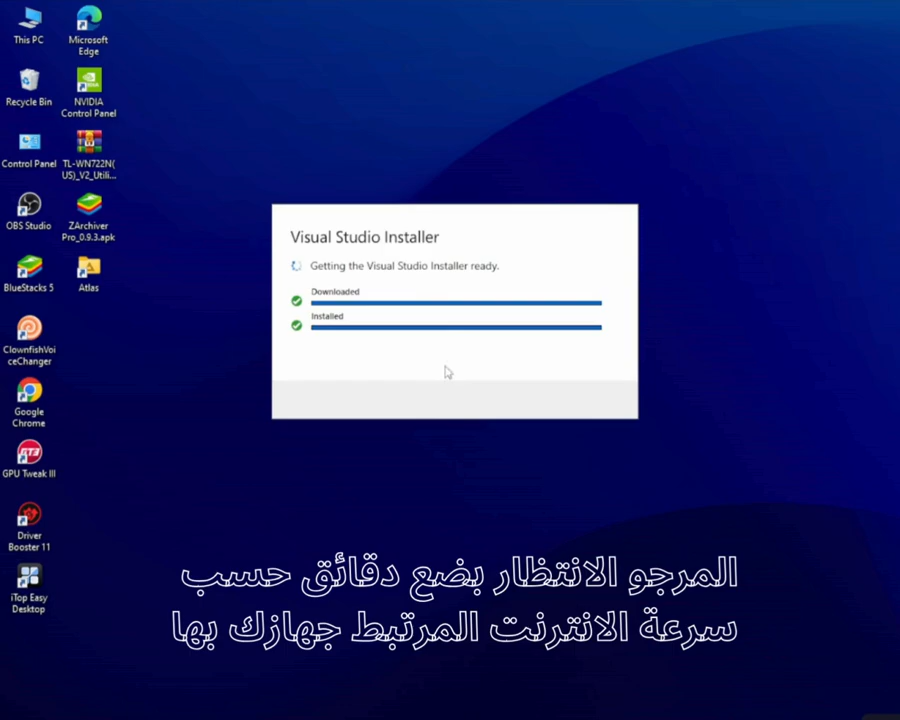 This PC
Microsoft
Edge
Recycle Bin
NVIDIA
Control Panel
Control Panel
TL-WN722N(
US)_V2_Utili...
OBS Studio
ZArchiver
Pro_0.9.3.apk
BlueStacks 5
Atlas
ClownfishVoi
ceChanger
Google
Chrome
GPU Tweak III
Driver
Booster 11
iTop Easy
Desktop
Visual Studio Installer
Getting the Visual Studio Installer ready.
Downloaded
Installed
المرجو الانتظار بضع دقائق حسب
سرعة الانترنت المرتبط جهازك بها